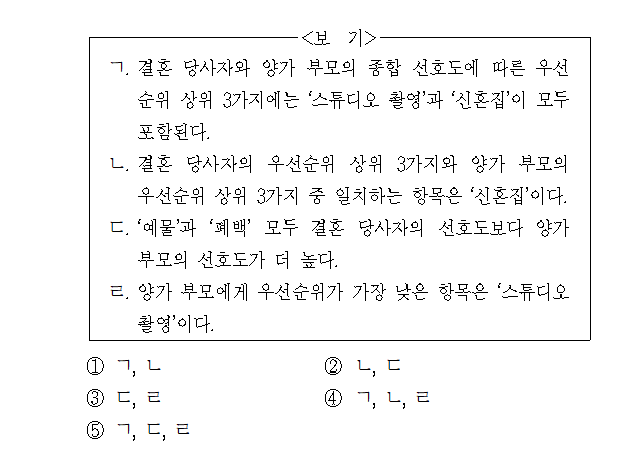 <보 기>
ㄱ. 결혼 당사자와 양가 부모의 종합 선호도에 따른 우선
순위 상위 3가지에는 ‘스튜디오 촬영’과 ‘신혼집’이 모두
포함된다.
ㄴ. 결혼 당사자의 우선순위 상위 3가지와 양가 부모의
우선순위 상위 3가지 중 일치하는 항목은 ‘신혼집’이다.
ㄷ. ‘예물’과 ‘폐백’ 모두 결혼 당사자의 선호도보다 양가
부모의 선호도가 더 높다.
ㄹ. 양가 부모에게 우선순위가 가장 낮은 항목은 ‘스튜디오
촬영’이다.
① ㄱ, ㄴ ② ㄴ, ㄷ
③ ㄷ, ㄹ ④ ㄱ, ㄴ, ㄹ
⑤ ㄱ, ㄷ, ㄹ